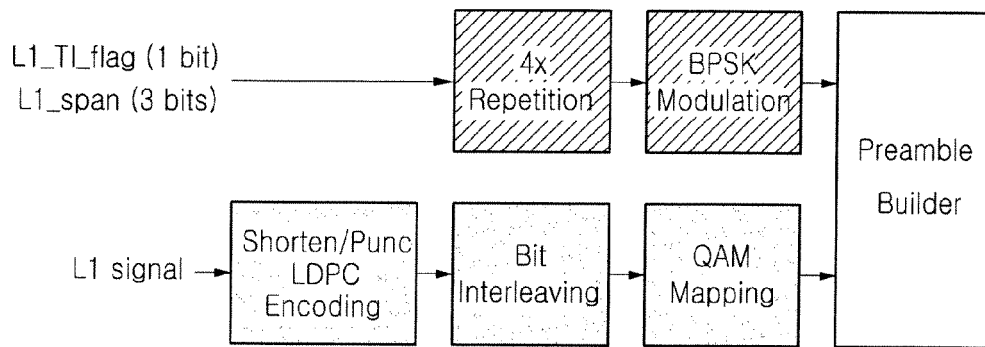 L1_TI_flag (1 bit)
L1_span (3 bits)
4x
Repetition
BPSK
Modulation
Preamble
Builder
L1 signal
Shorten/Punc
LDPC
Encoding
Bit
Interleaving
QAM
Mapping